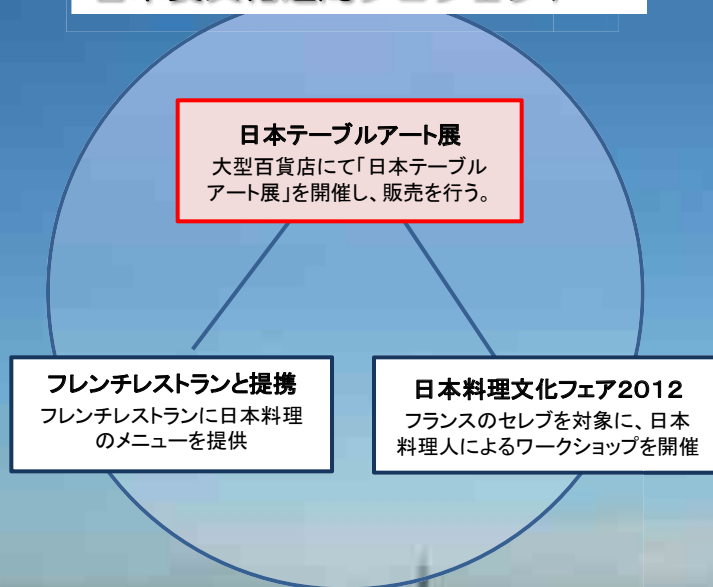 日本テーブルアート展
大型百貨店にて「日本テーブル
アート展」を開催し、販売を行う。
フレンチレストランと提携
フレンチレストランに日本料理
のメニューを提供
日本料理文化フェア2012
フランスのセレブを対象に、日本
料理人によるワークショップを開催